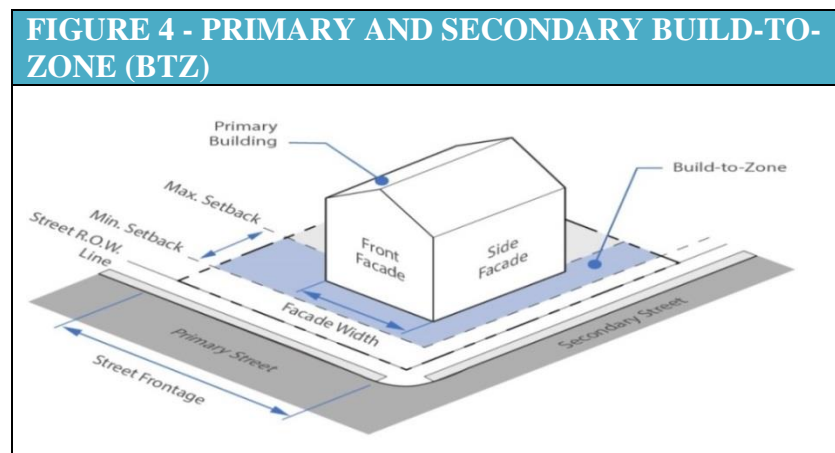 FIGURE 4 - PRIMARY AND SECONDARY BUILD-TO-
ZONE (BTZ)
Primary
Building
Build-to-Zone
Max. Setback
Min. Setback
Street R.O.W.
Line
Front
Facade
Side
Facade
Facade Width
Primary Street
Secondary Street
Street Frontage